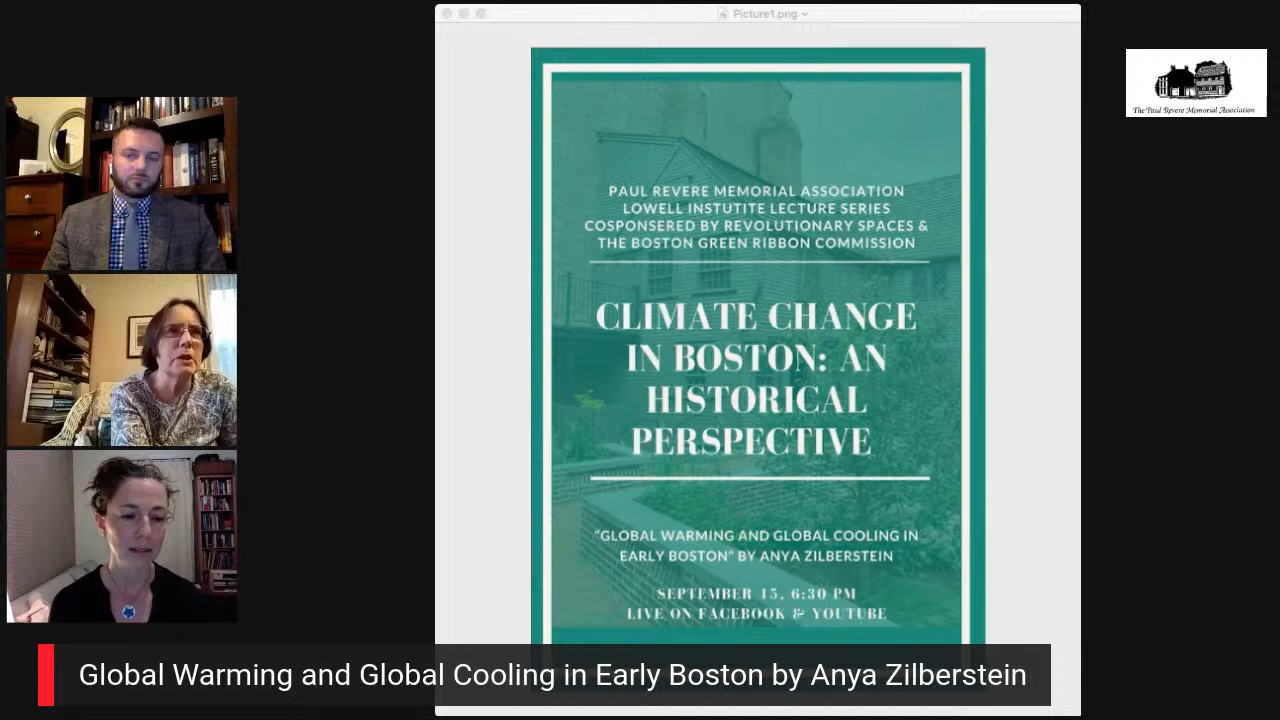 Picture1.png
The Paul Revere Memorial Association
PAUL REVERE MEMORIAL ASSOCIATION
LOWELL INSTUTITE LECTURE SERIES
COSPONSERED BY REVOLUTIONARY SPACES &
THE BOSTON GREEN RIBBON COMMISSION
CLIMATE CHANGE
IN BOSTON: AN
HISTORICAL
PERSPECTIVE
"GLOBAL WARMING AND GLOBAL COOLING IN
EARLY BOSTON" BY ANYA ZILBERSTEIN
SEPTEMBER 15, 6:30 PM
LIVE ON FACEBOOK & YOUTUBE
Global Warming and Global Cooling in Early Boston by Anya Zilberstein